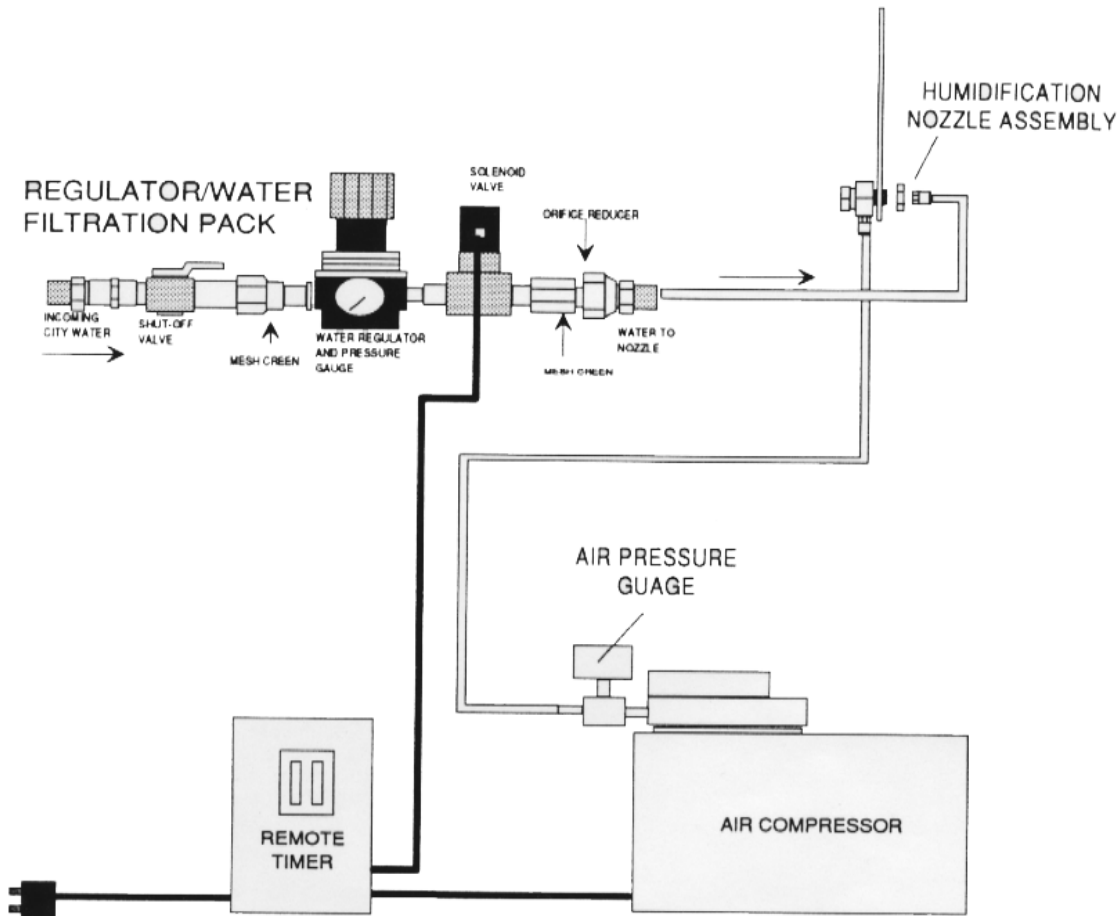 HUMIDIFICATION
NOZZLE ASSEMBLY
REGULATOR/WATER
FILTRATION PACK
SOLENOID
VALVE
ORIFICE REDUCER
INCOMING
CITY WATER
SHUT-OFF
VALVE
MESH CREEN
WATER REGULATOR
AND PRESSURE
GAUGE
MESH CREEN
WATER TO
NOZZLE
AIR PRESSURE
GUAGE
REMOTE
TIMER
AIR COMPRESSOR